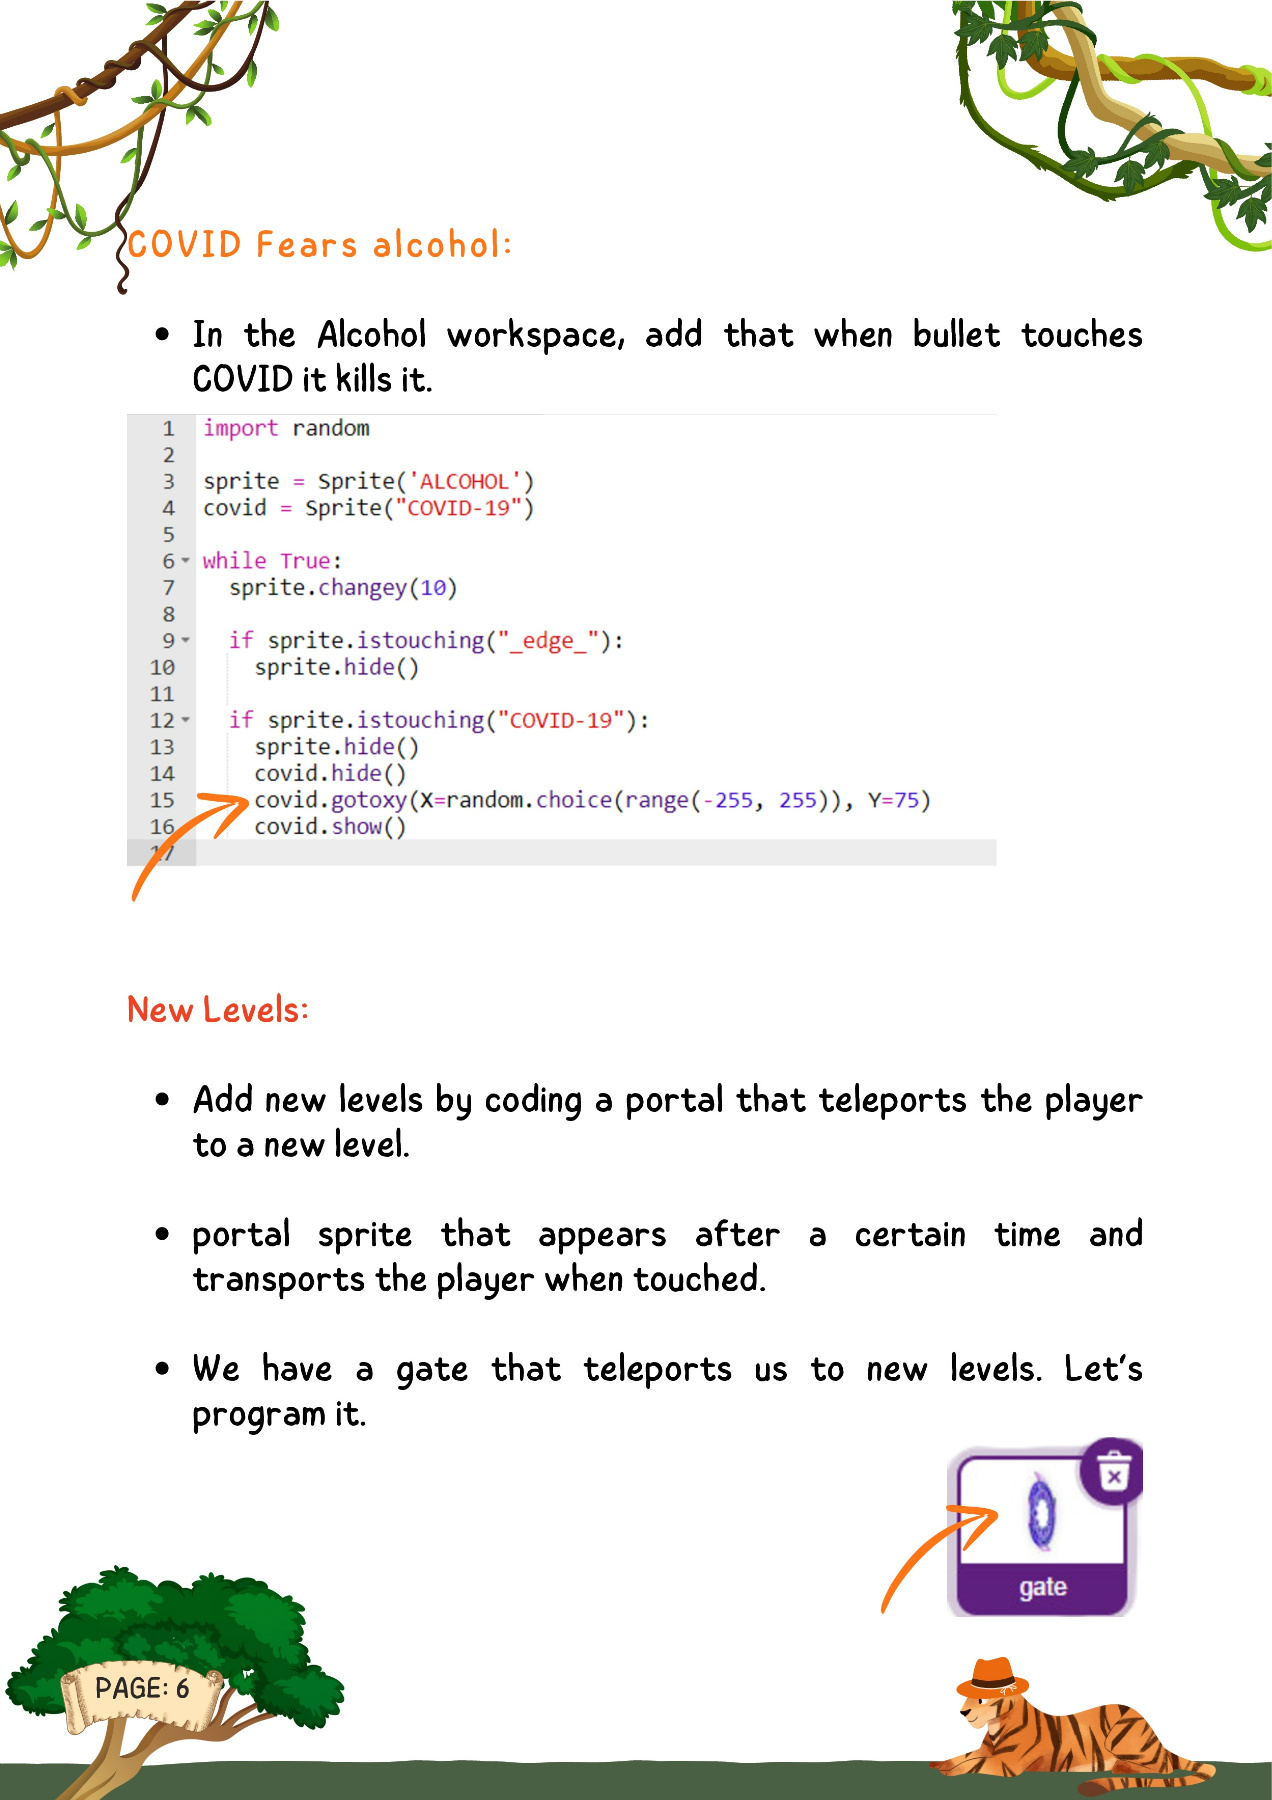 COVID Fears alcohol:
• In the Alcohol workspace, add that when bullet touches
COVID it kills it.
1 import random
2
3 sprite = Sprite('ALCOHOL')
4 covid = Sprite("COVID-19")
5
6 while True:
7 sprite.changey(10)
8
9 if sprite.istouching("_edge_"):
10 sprite.hide()
11
12 if sprite.istouching("COVID-19"):
13 sprite.hide()
14 covid.hide()
15 covid.gotoxy(X=random.choice(range(-255, 255)), Y=75)
16 covid.show()
17
New Levels:
• Add new levels by coding a portal that teleports the player
to a new level.
• portal sprite that appears after a certain time and
transports the player when touched.
• We have a gate that teleports us to new levels. Let's
program it.
gate
PAGE: 6